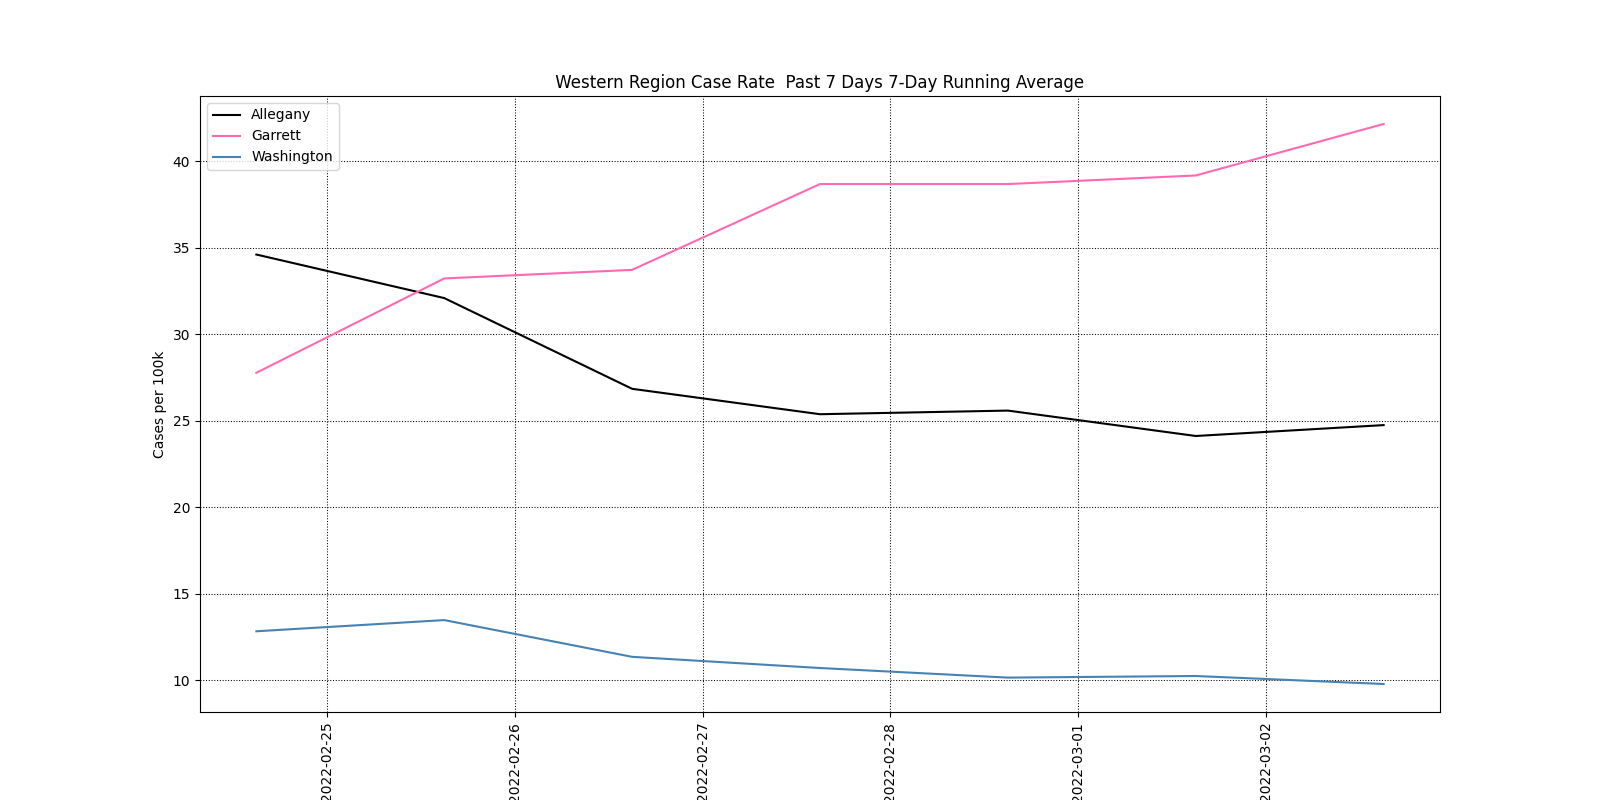 Western Region Case Rate  Past 7 Days 7-Day Running Average
Allegany
Garrett
Washington
Cases per 100k
40
35
30
25
20
15
10
2022-02-25
2022-02-26
2022-02-27
2022-02-28
2022-03-01
2022-03-02